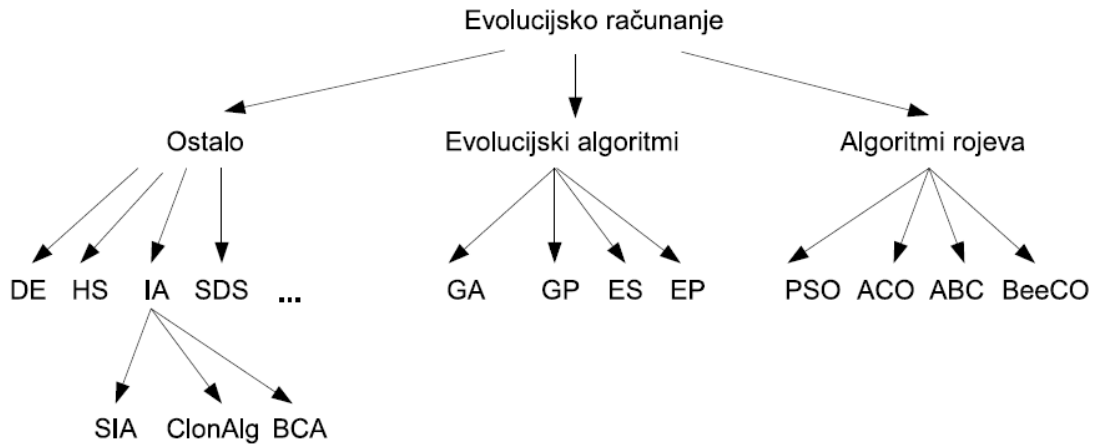 Evolucijsko računanje
Ostalo Evolucijski algoritmi Algoritmi rojeva
DE HS IA SDS ... GA GP ES EP PSO ACO ABC BeeCO
SIA ClonAlg BCA